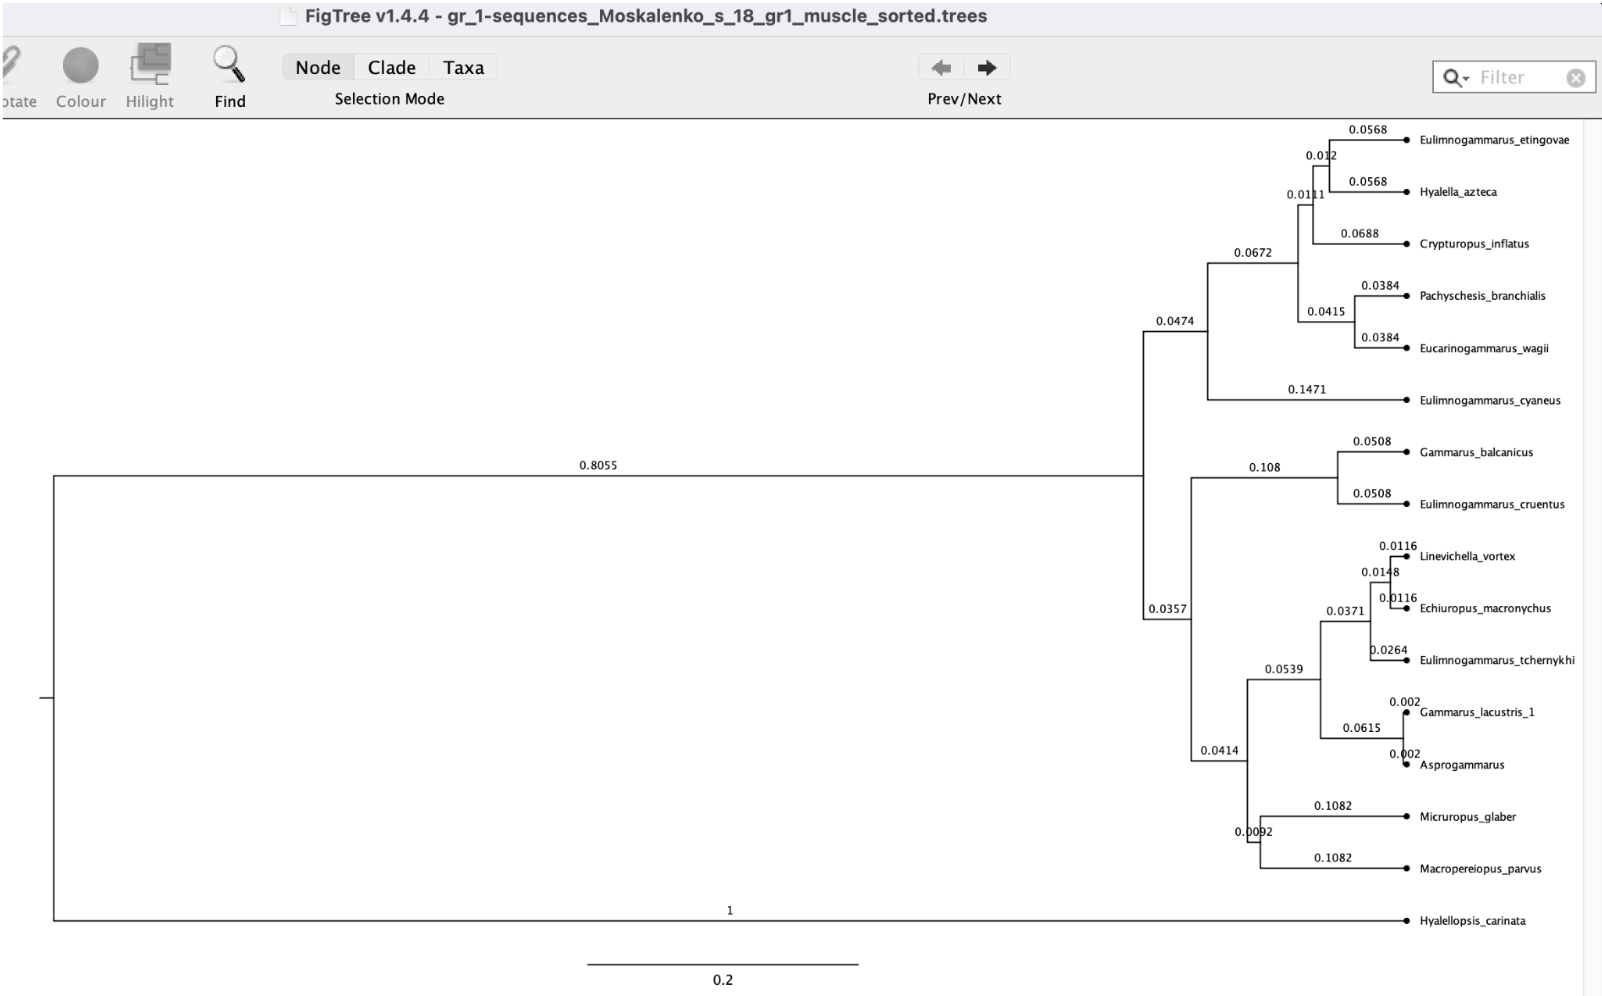 FigTree v1.4.4 - gr_1-sequences_Moskalenko_s_18_gr1_muscle_sorted.trees
Node Clade Taxa
Filter
Colour Hilight Find Selection Mode Prev/Next
0.0568 Eulimnogammarus_etingovae
0.012
0.0568 Hyalella_azteca
0.0111
0.0688 Crypturopus_inflatus
0.0672
0.0384 Pachyschesis_branchialis
0.0415
0.0474
0.0384 Eucarinogammarus_wagii
0.1471 Eulimnogammarus_cyaneus
0.0508 Gammarus_balcanicus
0.8055
0.108
0.0508 Eulimnogammarus_cruentus
0.0116 Linevichella_vortex
0.0148
0.0116 Echiuropus_macronychus
0.0357
0.0371
0.0264 Eulimnogammarus_tchernykhi
0.0539
0.002 Gammarus_lacustris_1
0.0615
0.0414
0.002 Asprogammarus
0.1082 Micruropus_glaber
0.0092
0.1082 Macropereiopus_parvus
1 Hyalellopsis_carinata
0.2